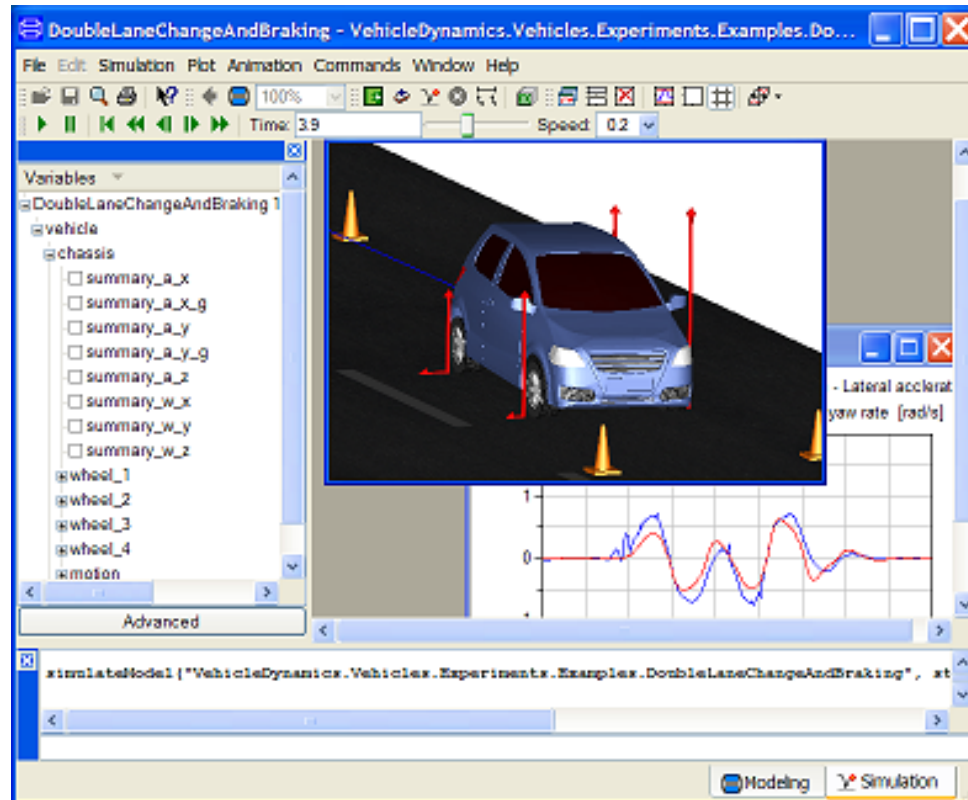 DoubleLaneChangeAndBraking - VehicleDynamics.Vehicles.Experiments.Examples.Do...
File Edit Simulation Plot Animation Commands Window Help
100%
Time: 3.9 Speed: 0.2
Variables
DoubleLaneChangeAndBraking 1
vehicle
chassis
summary_a_x
summary_a_x_g
summary_a_y
summary_a_y_g
summary_a_z
summary_w_x
summary_w_y
summary_w_z
wheel_1
wheel_2
wheel_3
wheel_4
motion
Advanced
- Lateral acclerat
yaw rate [rad/s]
1
0
simulateModel("VehicleDynamics.Vehicles.Experiments.Examples.DoubleLaneChangeAndBraking", st
Modeling Simulation